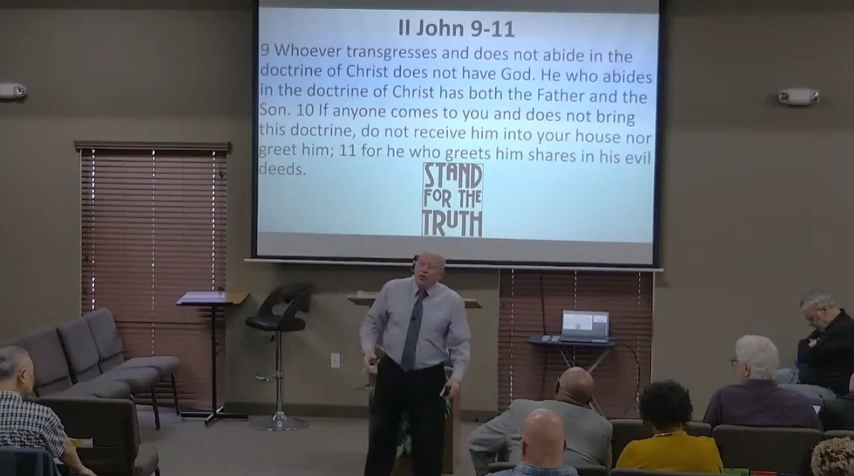 II John 9-11
9 Whoever transgresses and does not abide in the
doctrine of Christ does not have God. He who abides
in the doctrine of Christ has both the Father and the
Son. 10 If anyone comes to you and does not bring
this doctrine, do not receive him into your house nor
greet him; 11 for he who greets him shares in his evil
deeds.
STAND
FOR THE
TRUTH